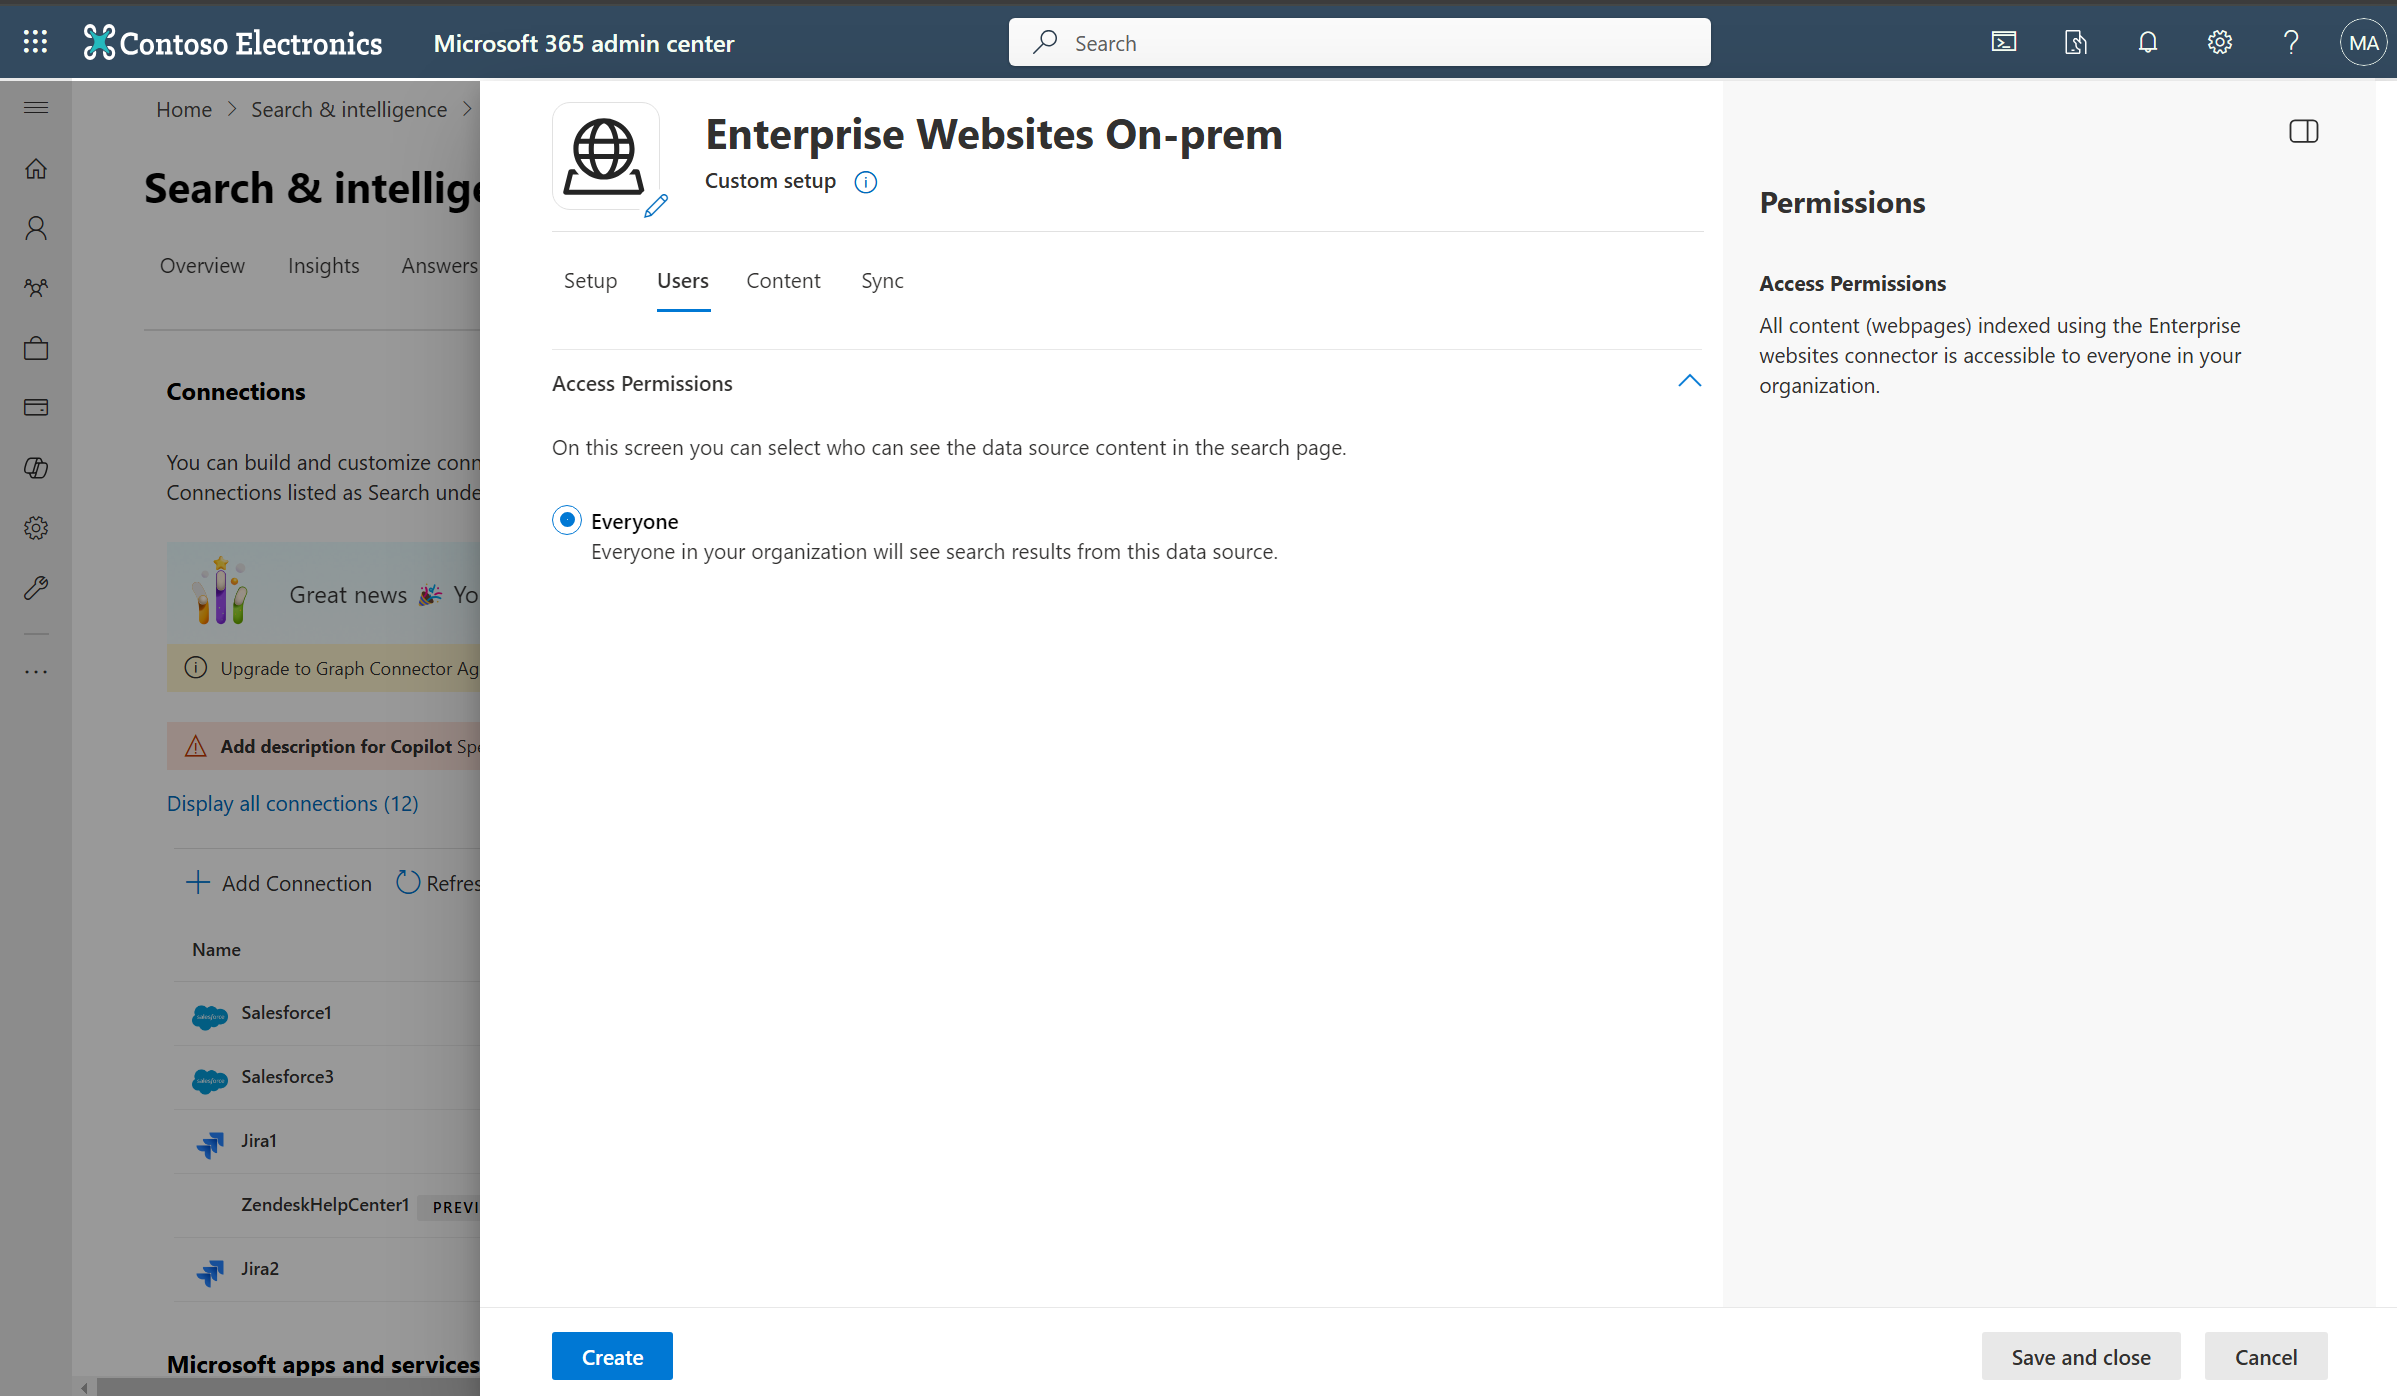 Contoso Electronics
Microsoft 365 admin center
Search
MA
Home > Search & intelligence >
Search & intellige
Overview
Insights
Answers
Connections
You can build and customize conn
Connections listed as Search unde
Great news 🎉 Yo
Upgrade to Graph Connector Ag
Add description for Copilot Spe
Display all connections (12)
Add Connection
Refres
Name
Salesforce1
Salesforce3
Jira1
ZendeskHelpCenter1 PREVI
Jira2
Microsoft apps and services
Enterprise Websites On-prem
Custom setup
Setup
Users
Content
Sync
Access Permissions
On this screen you can select who can see the data source content in the search page.
Everyone
Everyone in your organization will see search results from this data source.
Create
Save and close
Cancel
Permissions
Access Permissions
All content (webpages) indexed using the Enterprise
websites connector is accessible to everyone in your
organization.